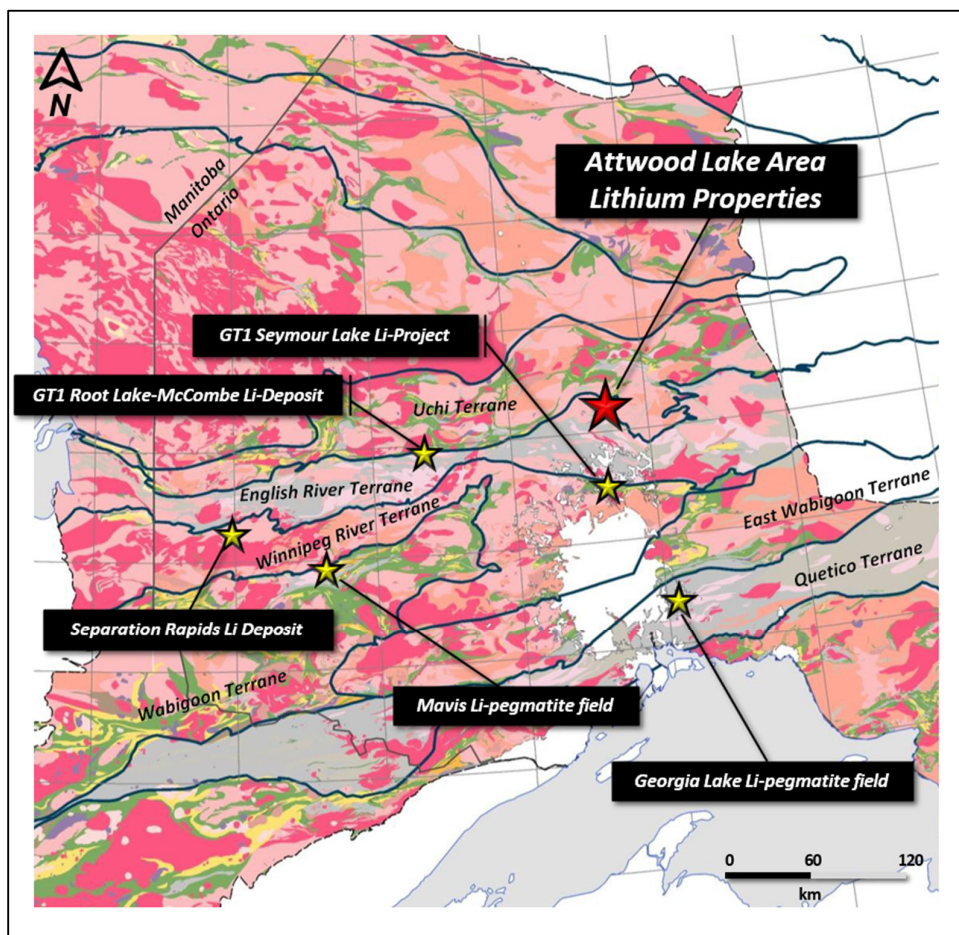 N
Manitoba
Ontario
Attwood Lake Area
Lithium Properties
GT1 Seymour Lake Li-Project
GT1 Root Lake-McCombe Li-Deposit
Uchi Terrane
English River Terrane
Winnipeg River Terrane
East Wabigoon Terrane
Quetico Terrane
Separation Rapids Li Deposit
Wabigoon Terrane
Mavis Li-pegmatite field
Georgia Lake Li-pegmatite field
0 60 120
km